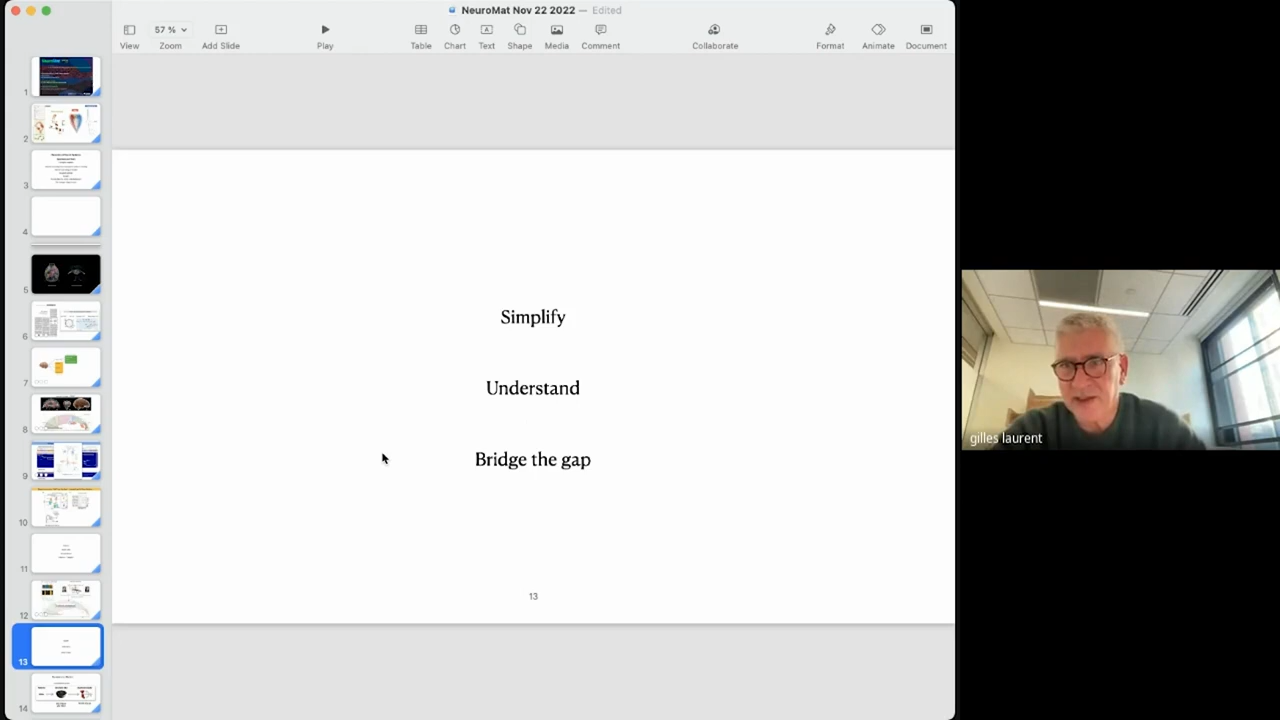 NeuroMat Nov 22 2022 — Edited
57 %
View
Zoom
Add Slide
Play
Table
Chart
Text
Shape
Media
Comment
Collaborate
Format
Animate
Document
1
2
3
4
5
6
7
8
9
10
11
12
13
14
Simplify
Understand
Bridge the gap
13
gilles laurent